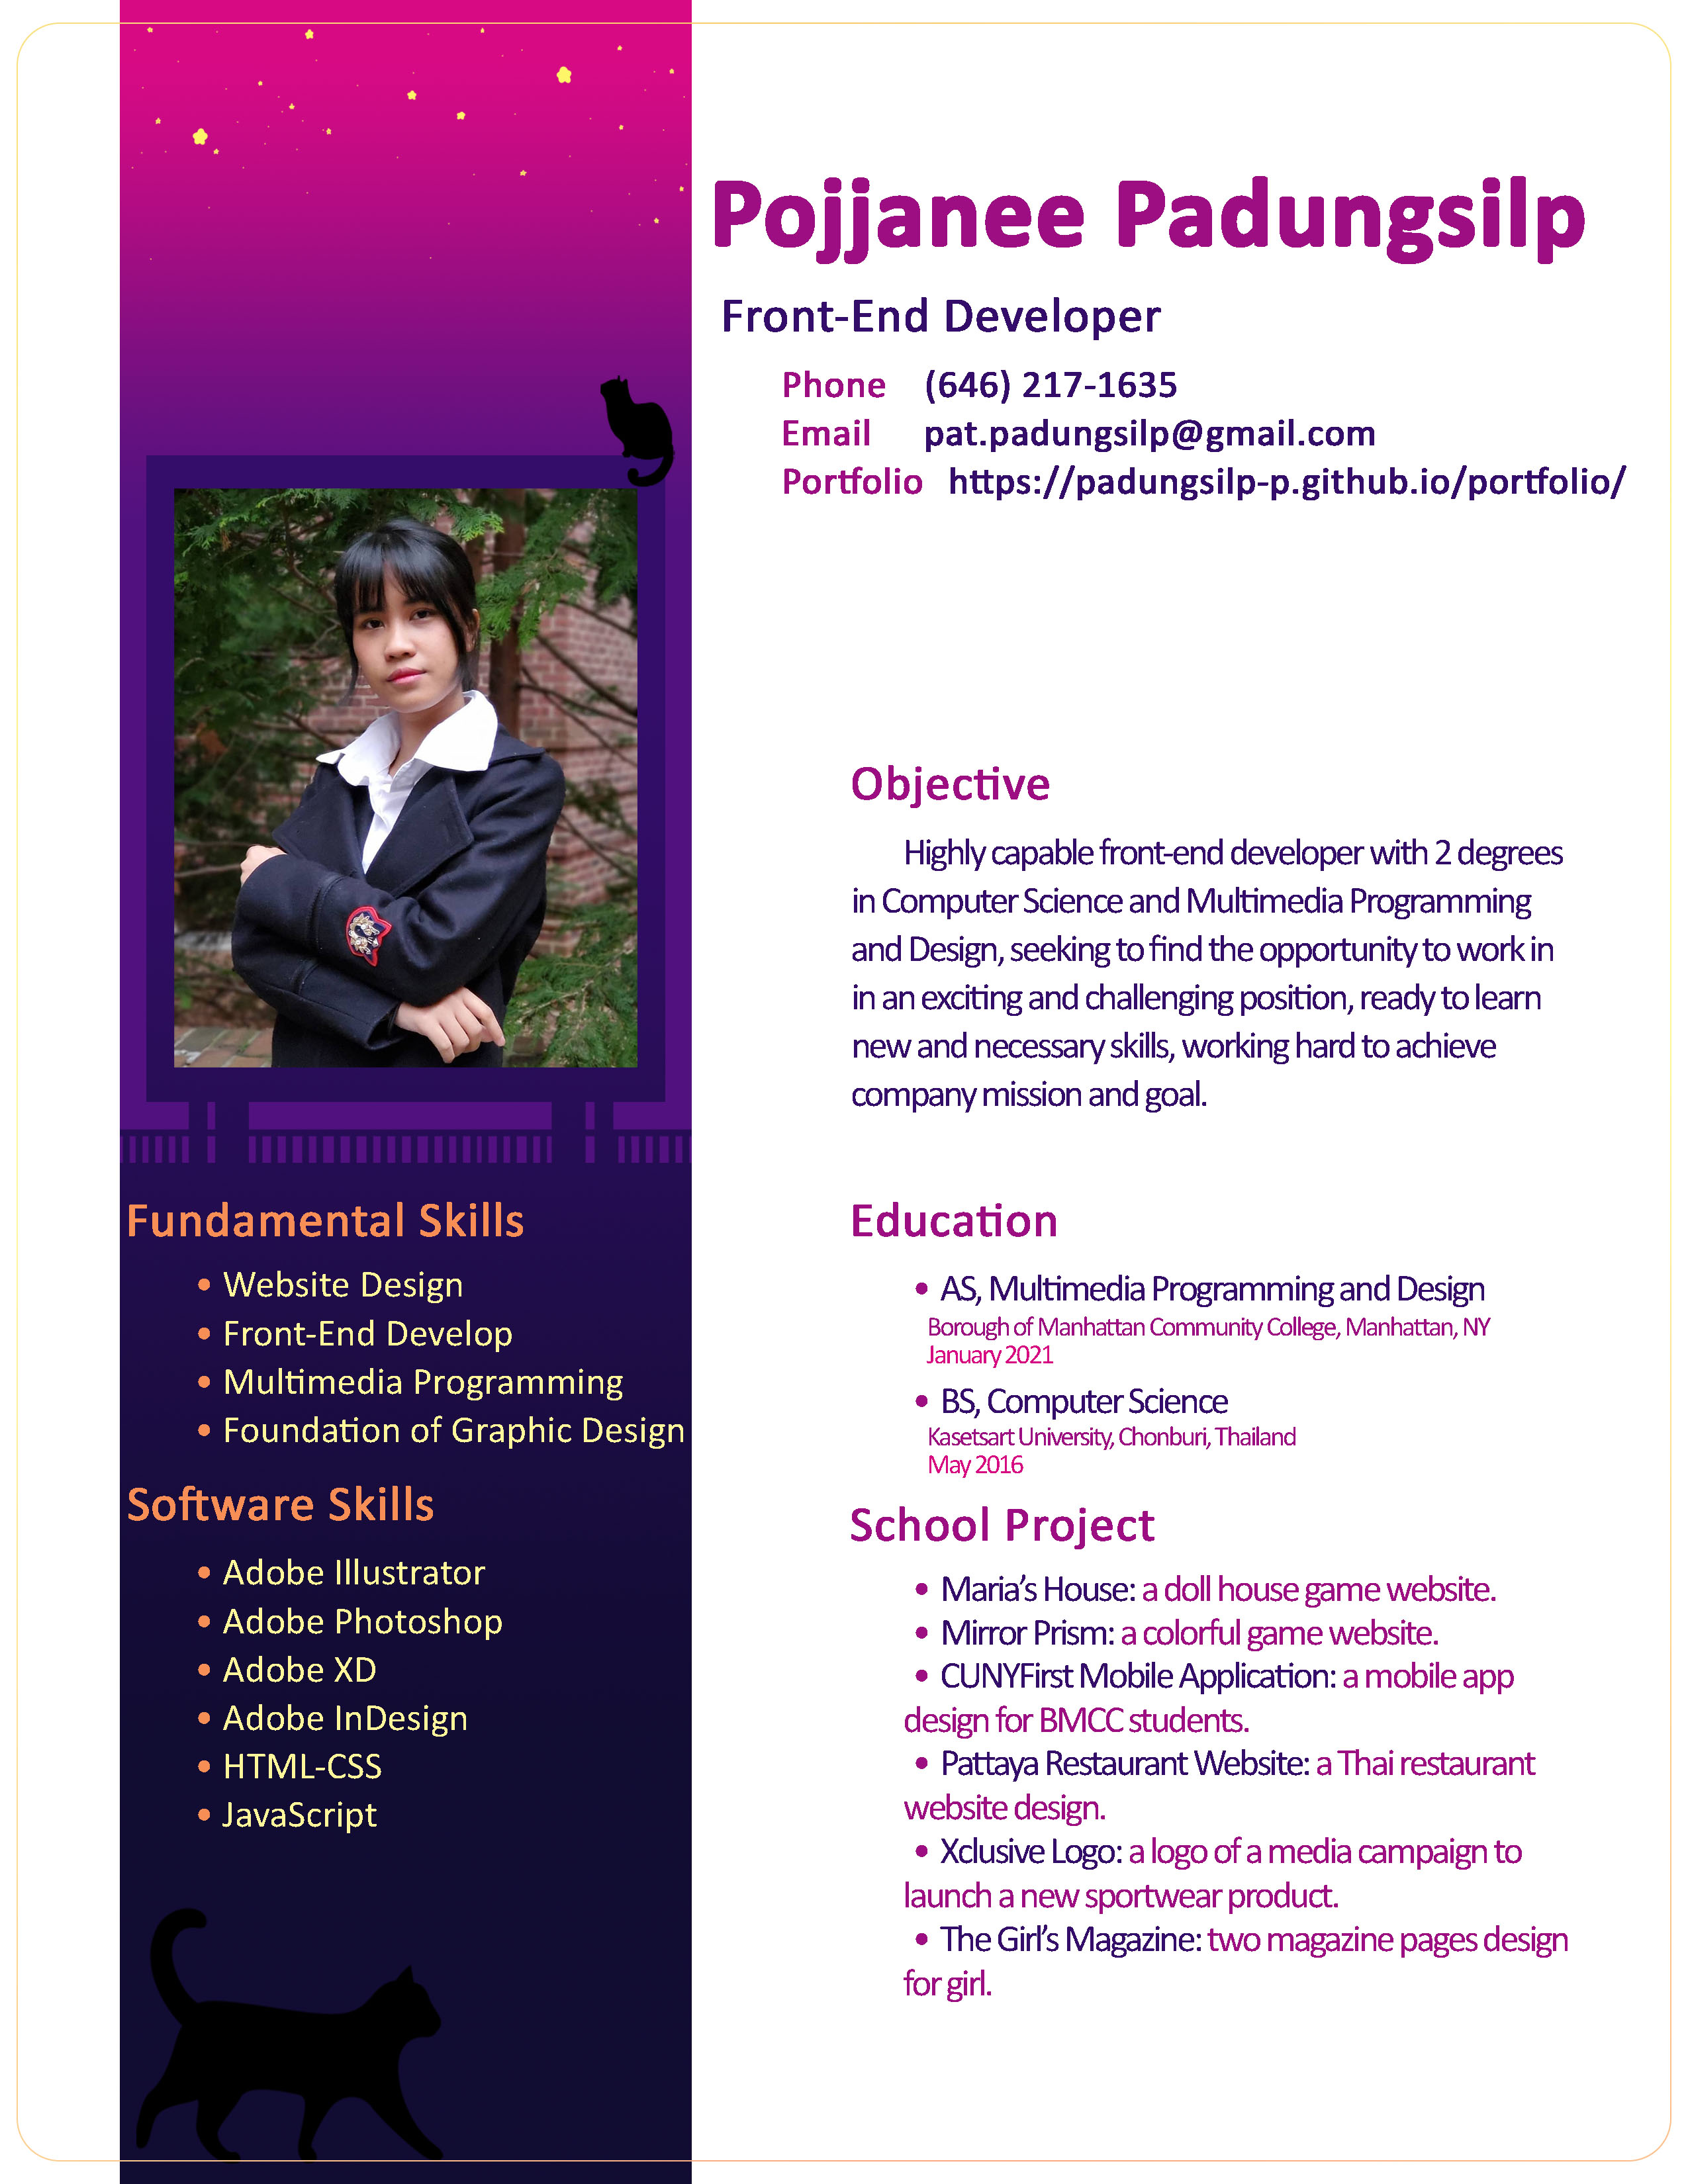 Pojjanee Padungsilp
Front-End Developer
Phone (646) 217-1635
Email pat.padungsilp@gmail.com
Portfolio https://padungsilp-p.github.io/portfolio/
Objective
Highly capable front-end developer with 2 degrees
in Computer Science and Multimedia Programming
and Design, seeking to find the opportunity to work in
in an exciting and challenging position, ready to learn
new and necessary skills, working hard to achieve
company mission and goal.
Fundamental Skills
• Website Design
• Front-End Develop
• Multimedia Programming
• Foundation of Graphic Design
Software Skills
• Adobe Illustrator
• Adobe Photoshop
• Adobe XD
• Adobe InDesign
• HTML-CSS
• JavaScript
Education
• AS, Multimedia Programming and Design
Borough of Manhattan Community College, Manhattan, NY
January 2021
• BS, Computer Science
Kasetsart University, Chonburi, Thailand
May 2016
School Project
• Maria’s House: a doll house game website.
• Mirror Prism: a colorful game website.
• CUNYFirst Mobile Application: a mobile app
design for BMCC students.
• Pattaya Restaurant Website: a Thai restaurant
website design.
• Xclusive Logo: a logo of a media campaign to
launch a new sportwear product.
• The Girl’s Magazine: two magazine pages design
for girl.